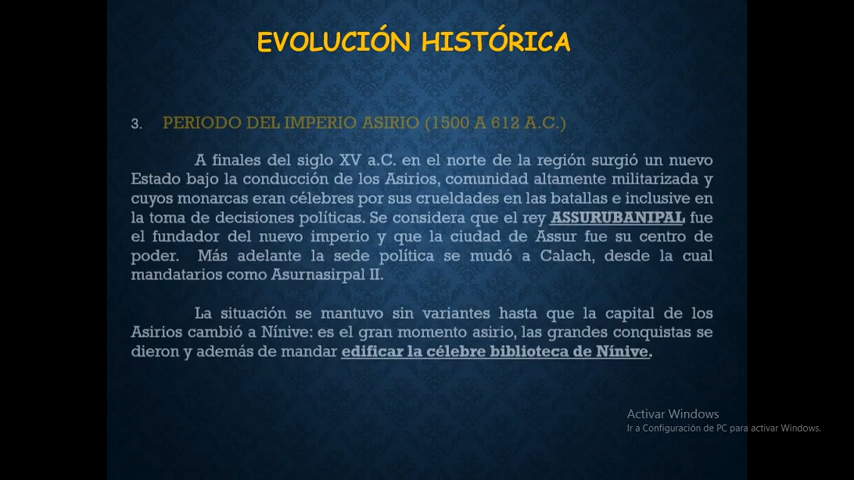 EVOLUCIÓN HISTÓRICA
3. PERIODO DEL IMPERIO ASIRIO (1500 A 612 A.C.)
A finales del siglo XV a.C. en el norte de la región surgió un nuevo
Estado bajo la conducción de los Asirios, comunidad altamente militarizada y
cuyos monarcas eran célebres por sus crueldades en las batallas e inclusive en
la toma de decisiones políticas. Se considera que el rey ASSURUBANIPAL fue
el fundador del nuevo imperio y que la ciudad de Assur fue su centro de
poder. Más adelante la sede política se mudó a Calach, desde la cual
mandatarios como Asurnasirpal II.
La situación se mantuvo sin variantes hasta que la capital de los
Asirios cambió a Nínive: es el gran momento asirio, las grandes conquistas se
dieron y además de mandar edificar la célebre biblioteca de Nínive.
Activar Windows
Ir a Configuración de PC para activar Windows.